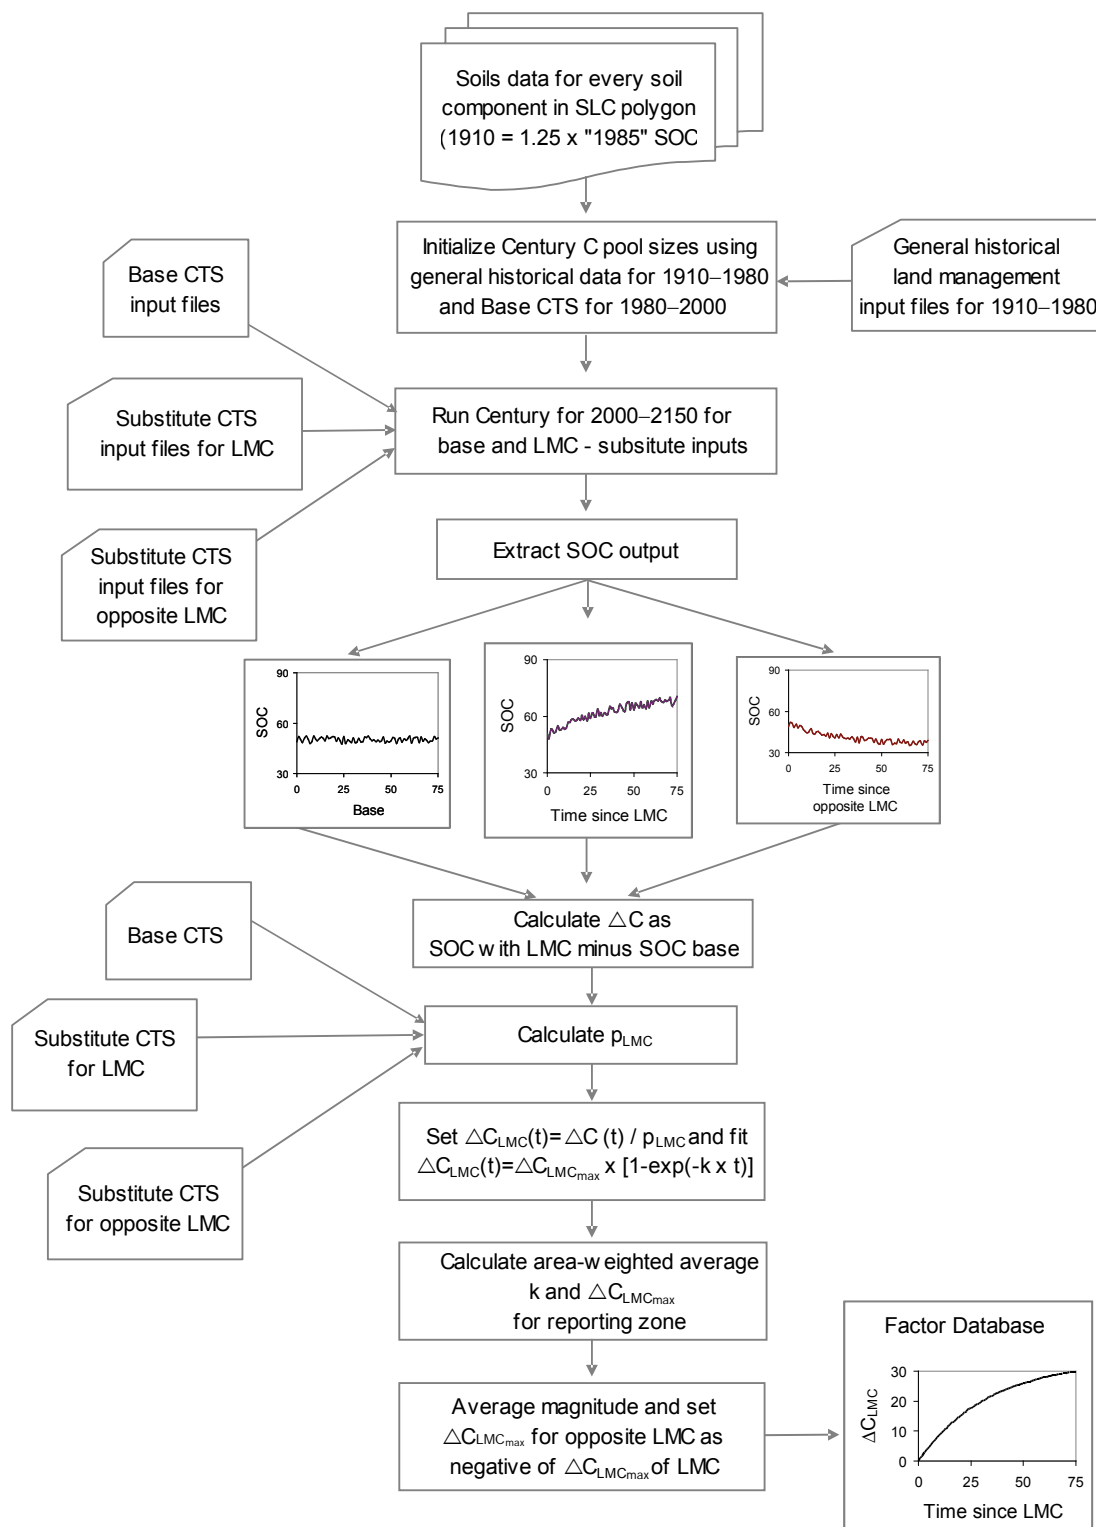 Soils data for every soil
component in SLC polygon
(1910 = 1.25 x "1985" SOC
Initialize Century C pool sizes using
general historical data for 1910–1980
and Base CTS for 1980–2000
General historical
land management
input files for 1910–1980
Base CTS
input files
Substitute CTS
input files for LMC
Substitute CTS
input files for
opposite LMC
Run Century for 2000–2150 for
base and LMC - subsitute inputs
Extract SOC output
SOC
90
60
30
0 25 50 75
Base
SOC
90
60
30
0 25 50 75
Time since LMC
SOC
90
60
30
0 25 50 75
Time since
opposite LMC
Calculate △C as
SOC with LMC minus SOC base
Base CTS
Substitute CTS
for LMC
Substitute CTS
for opposite LMC
Calculate pLMC
Set △CLMC(t)=△C (t) / pLMC and fit
△CLMC(t)=△CLMCmax x [1-exp(-k x t)]
Calculate area-weighted average
k and △CLMCmax
for reporting zone
Average magnitude and set
△CLMCmax for opposite LMC as
negative of △CLMCmax of LMC
Factor Database
ΔCLMC
30
20
10
0
0 25 50 75
Time since LMC